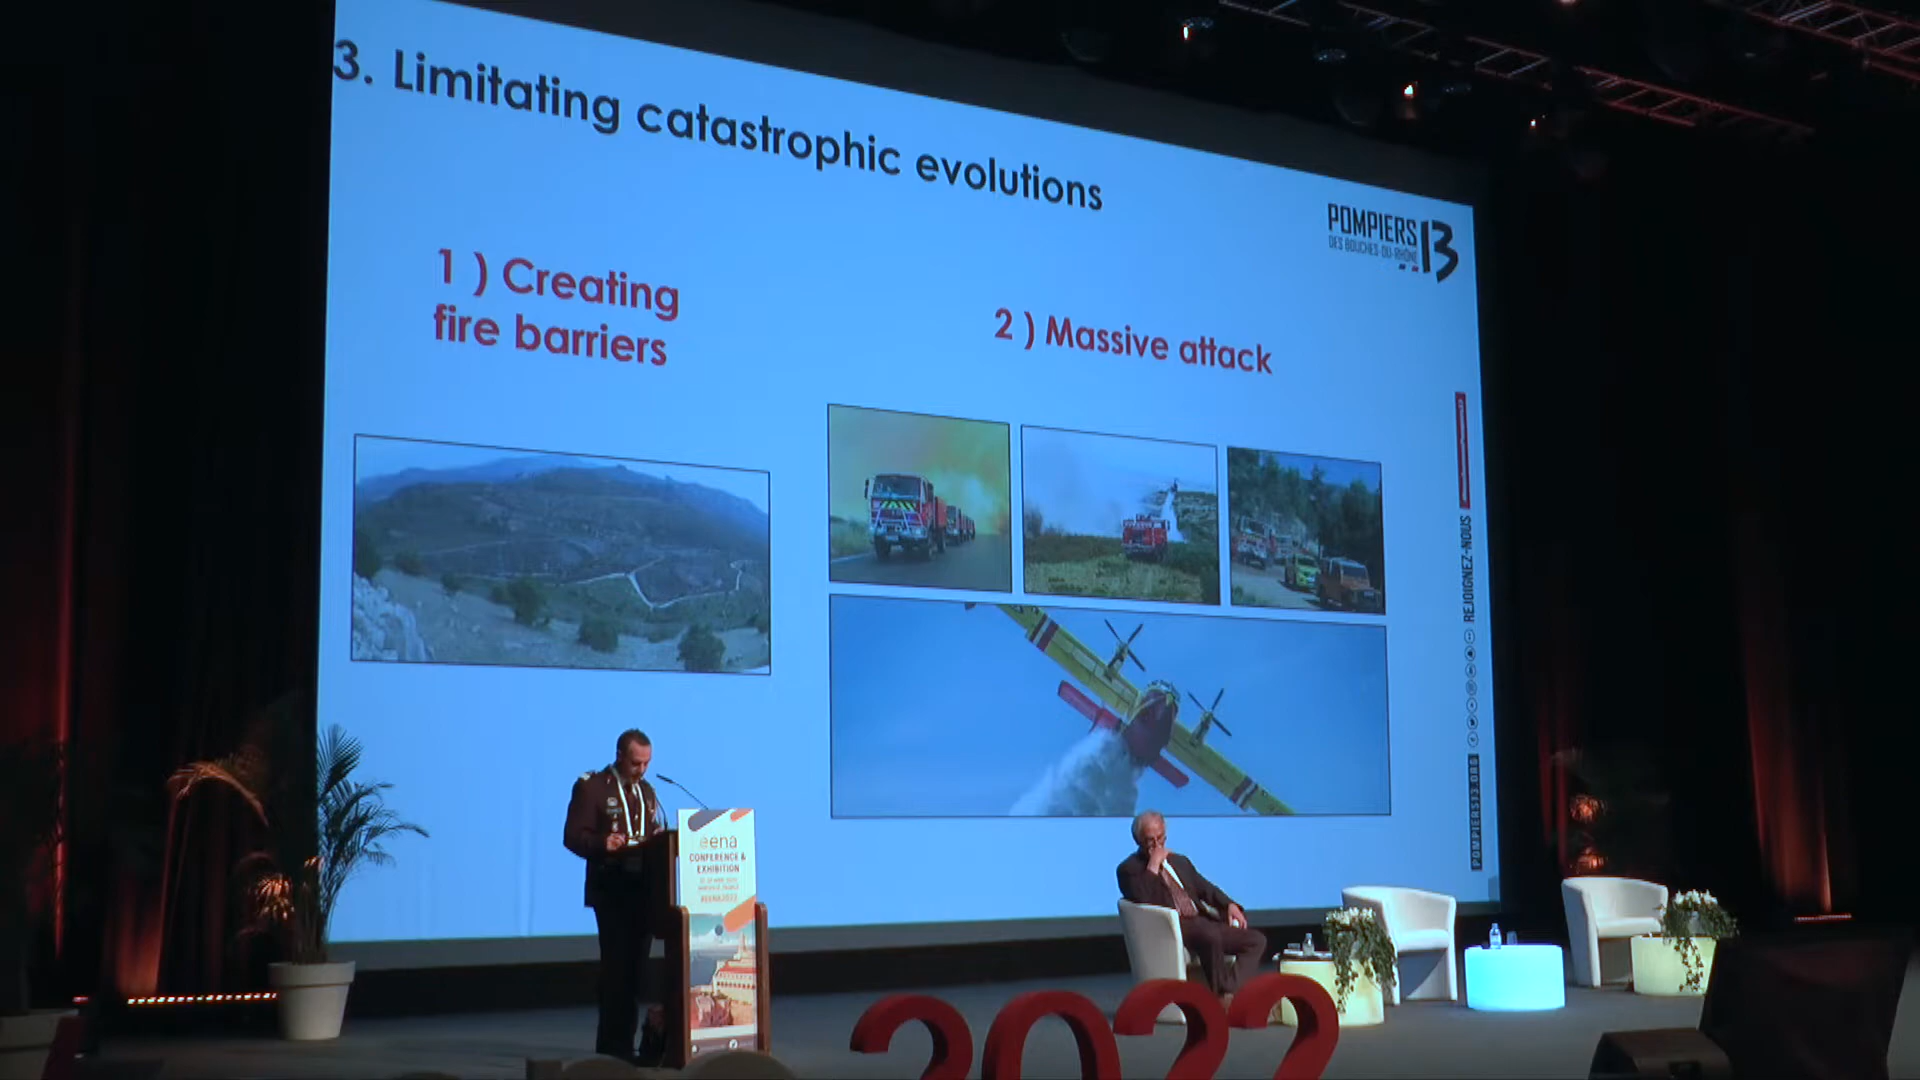 3. Limitating catastrophic evolutions
POMPIERS 13
DES BOUCHES-DU-RHÔNE
1 ) Creating
fire barriers
2 ) Massive attack
REJOIGNEZ-NOUS
POMPIERS13.ORG
eena
CONFERENCE &
EXHIBITION
2022